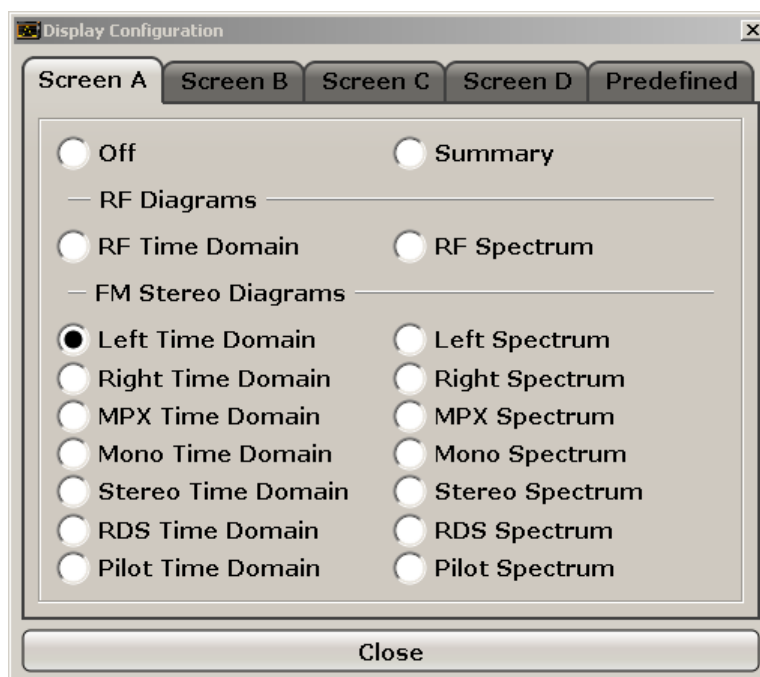 Display Configuration
Screen A Screen B Screen C Screen D Predefined
Off Summary
RF Diagrams
RF Time Domain RF Spectrum
FM Stereo Diagrams
Left Time Domain Left Spectrum
Right Time Domain Right Spectrum
MPX Time Domain MPX Spectrum
Mono Time Domain Mono Spectrum
Stereo Time Domain Stereo Spectrum
RDS Time Domain RDS Spectrum
Pilot Time Domain Pilot Spectrum
Close